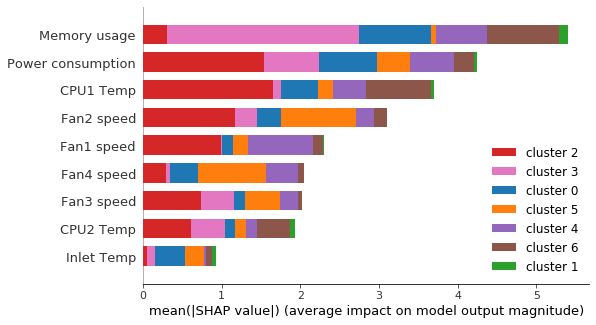 Memory usage
Power consumption
CPU1 Temp
Fan2 speed
Fan1 speed
Fan4 speed
Fan3 speed
CPU2 Temp
Inlet Temp
cluster 2
cluster 3
cluster 0
cluster 5
cluster 4
cluster 6
cluster 1
0 1 2 3 4 5
mean(|SHAP value|) (average impact on model output magnitude)